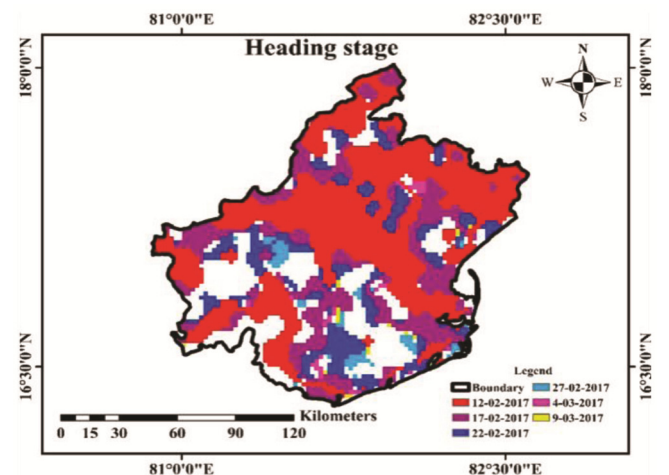 81°0'0"E 82°30'0"E
Heading stage
18°0'0"N
N
W E
S
16°30'0"N
Legend
Boundary 27-02-2017
12-02-2017 4-03-2017
17-02-2017 9-03-2017
22-02-2017
Kilometers
0 15 30 60 90 120
18°0'0"N
16°30'0"N
81°0'0"E 82°30'0"E